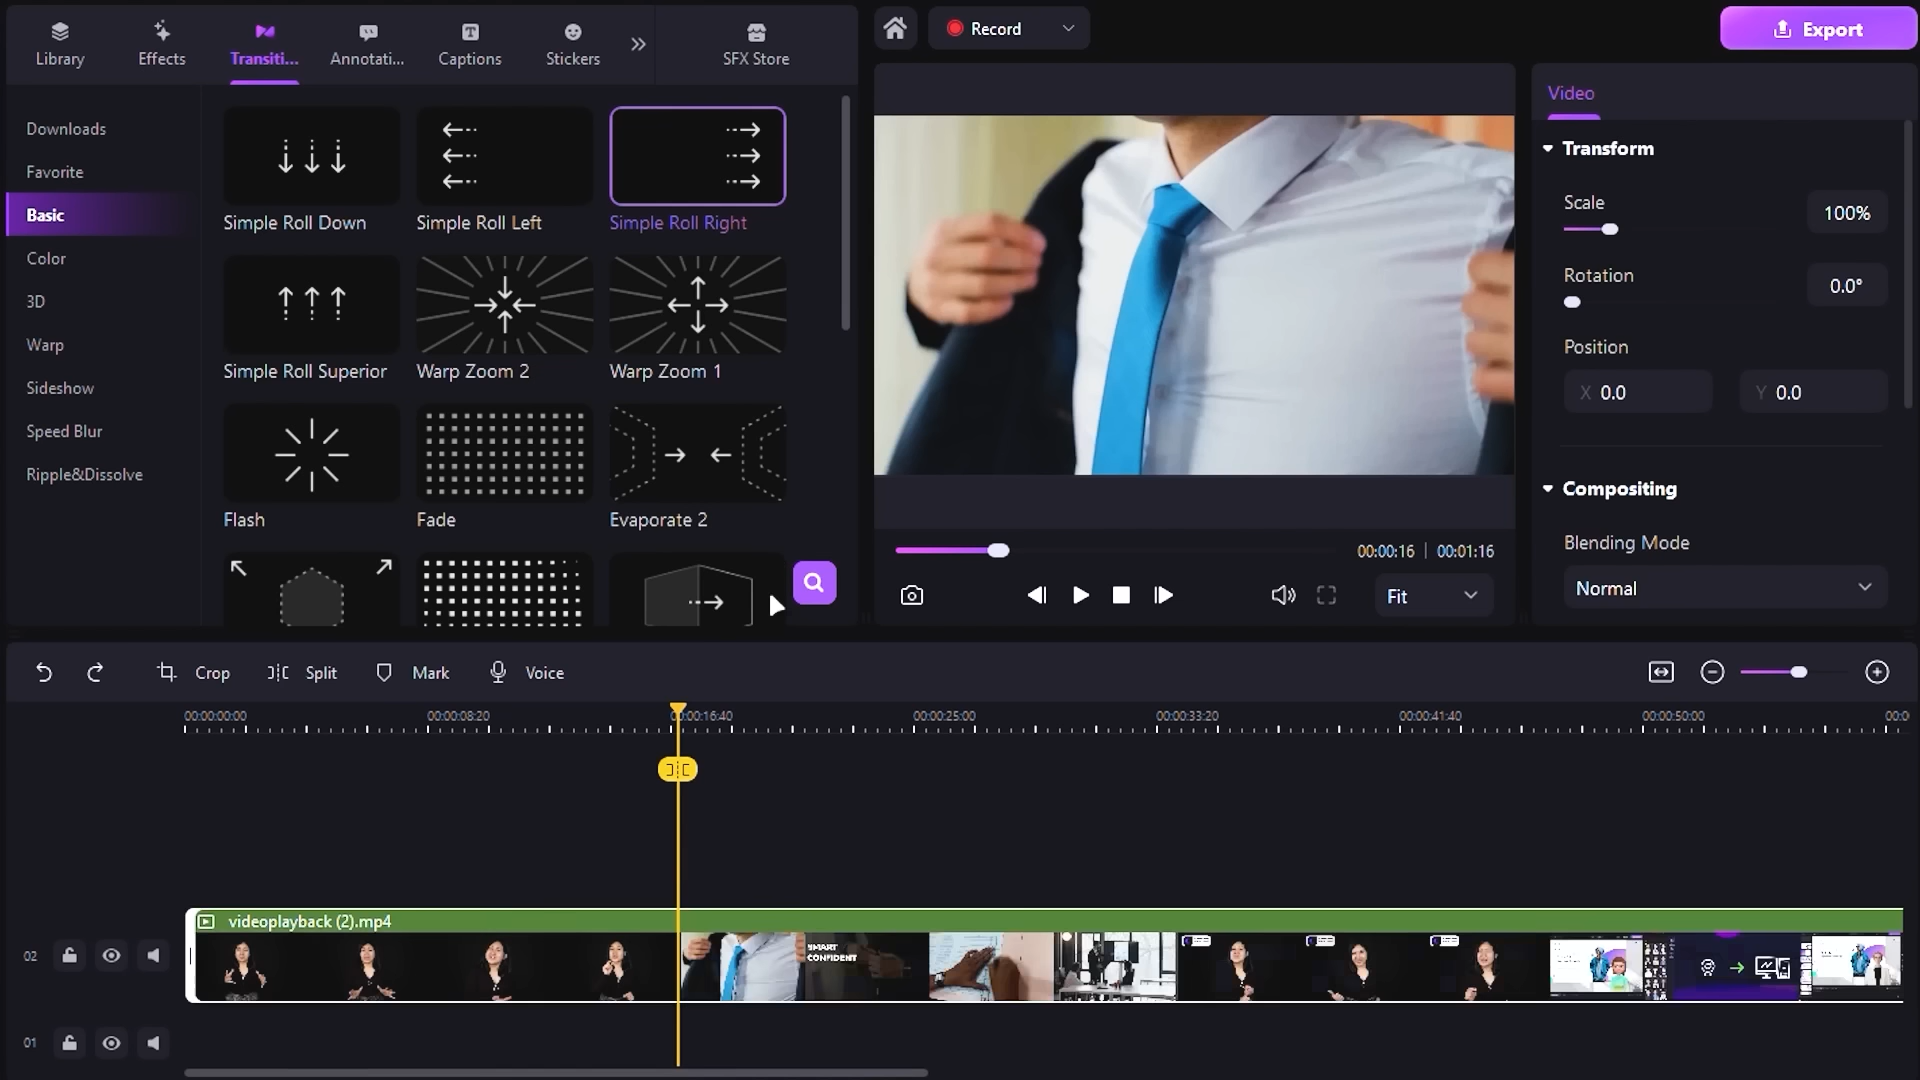 Library
Effects
Transiti...
Annotati...
Captions
Stickers
SFX Store
Record
Export
Downloads
Favorite
Basic
Color
3D
Warp
Sideshow
Speed Blur
Ripple&Dissolve
Simple Roll Down
Simple Roll Left
Simple Roll Right
Simple Roll Superior
Warp Zoom 2
Warp Zoom 1
Flash
Fade
Evaporate 2
00:00:16 | 00:01:16
Fit
Video
Transform
Scale
100%
Rotation
0.0°
Position
X 0.0
Y 0.0
Compositing
Blending Mode
Normal
Crop
Split
Mark
Voice
00:00:00:00
00:00:08:20
00:00:16:40
00:00:25:00
00:00:33:20
00:00:41:40
00:00:50:00
00:0
videoplayback (2).mp4
SMART
CONFIDENT
02
01